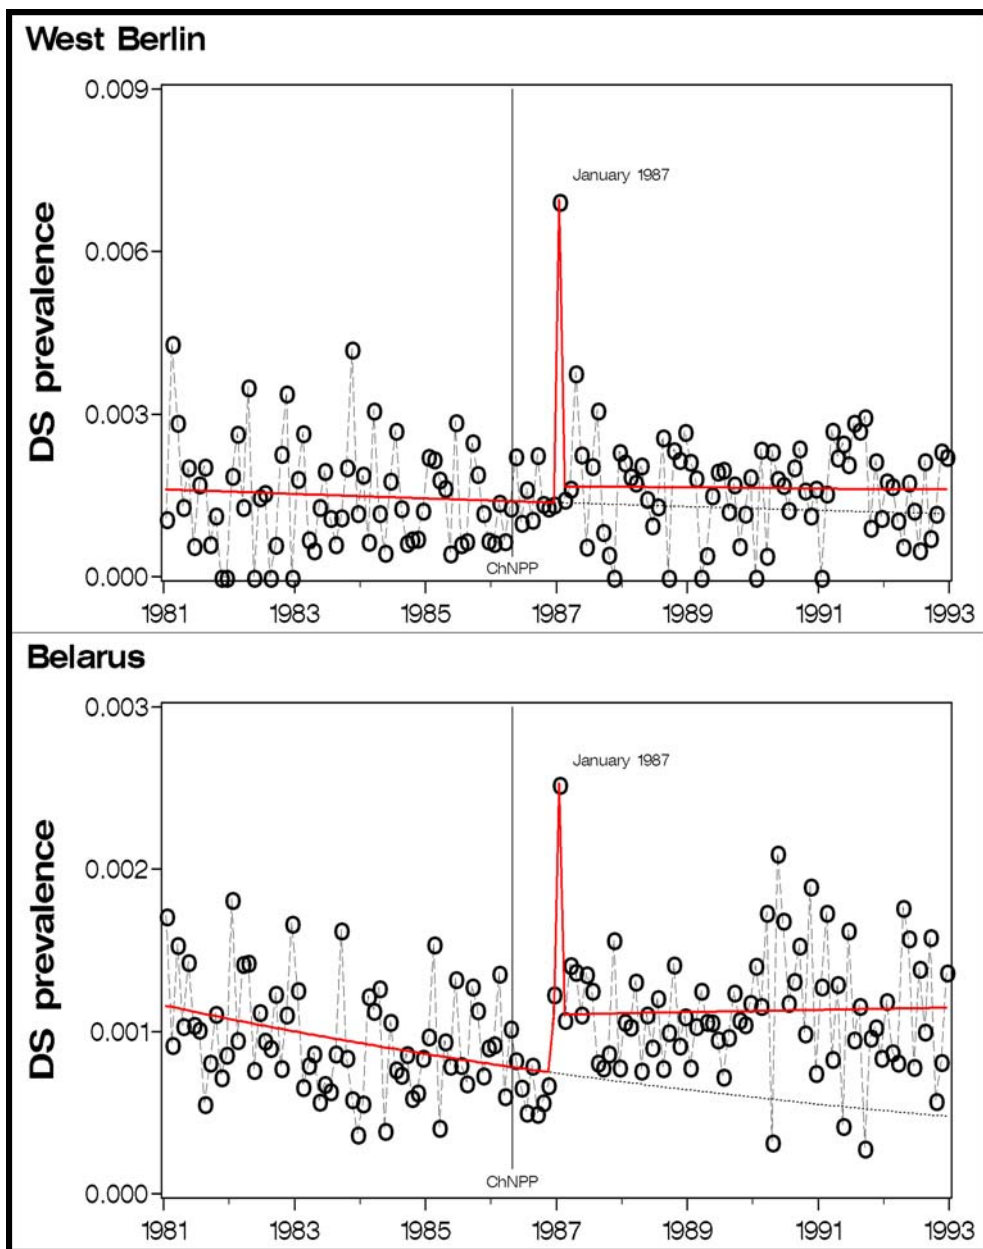 West Berlin
0.009
January 1987
0.006
DS prevalence
0.003
0.000
ChNPP
1981 1983 1985 1987 1989 1991 1993
Belarus
0.003
January 1987
0.002
DS prevalence
0.001
ChNPP
0.000
1981 1983 1985 1987 1989 1991 1993